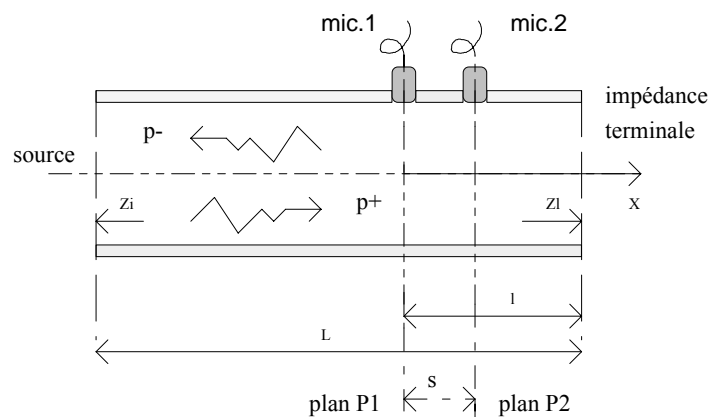 mic.1 mic.2
impédance
terminale
p-
source
p+
Zi Zl X
l
L
s
plan P1 plan P2